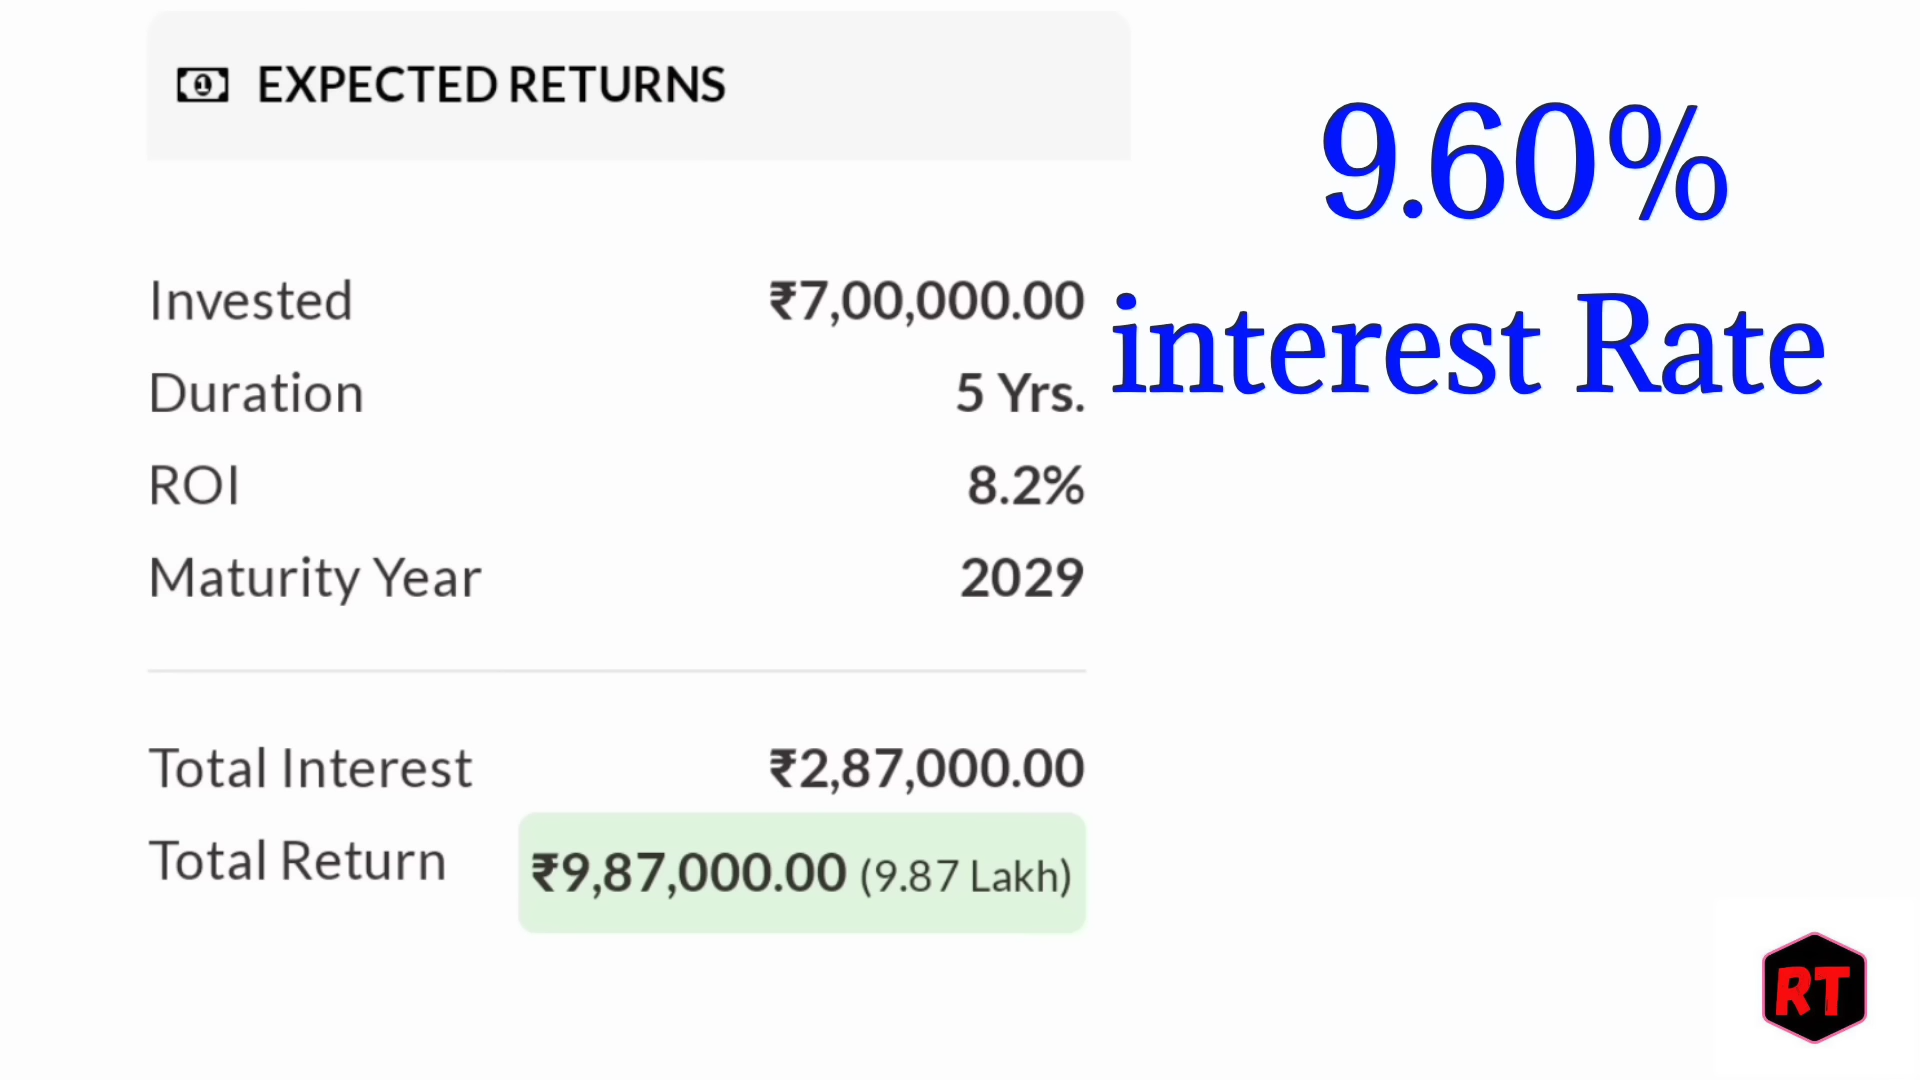 EXPECTED RETURNS
9.60%
interest Rate
Invested ₹7,00,000.00
Duration 5 Yrs.
ROI 8.2%
Maturity Year 2029
Total Interest ₹2,87,000.00
Total Return ₹9,87,000.00 (9.87 Lakh)
RT